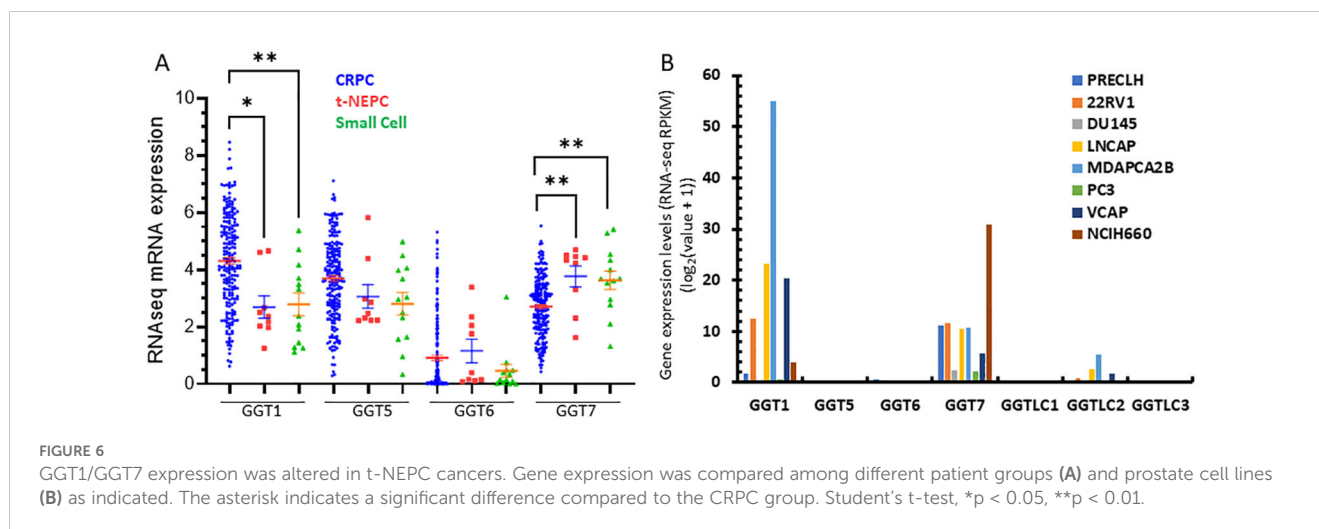 A
**
*
CRPC
t-NEPC
Small Cell
**
**
RNAseq mRNA expression
10
8
6
4
2
0
GGT1 GGT5 GGT6 GGT7
B
Gene expression levels (RNA-seq RPKM)
(log2(value + 1))
60
50
40
30
20
10
0
PRECLH
22RV1
DU145
LNCAP
MDAPCA2B
PC3
VCAP
NCIH660
GGT1 GGT5 GGT6 GGT7 GGTLC1 GGTLC2 GGTLC3
FIGURE 6
GGT1/GGT7 expression was altered in t-NEPC cancers. Gene expression was compared among different patient groups (A) and prostate cell lines
(B) as indicated. The asterisk indicates a significant difference compared to the CRPC group. Student’s t-test, *p < 0.05, **p < 0.01.